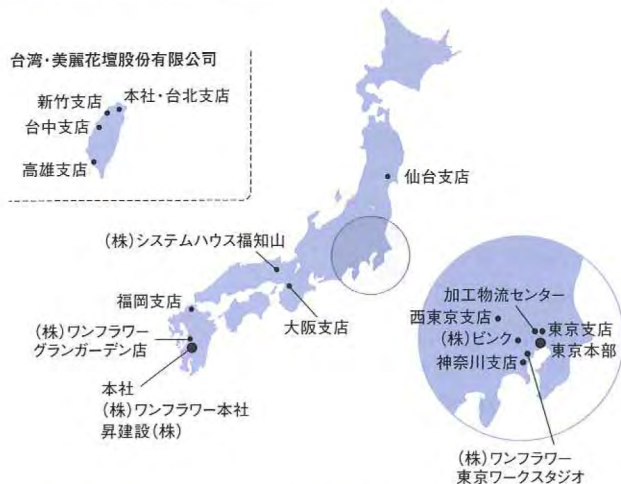 台湾・美麗花壇股份有限公司
新竹支店
本社・台北支店
台中支店
高雄支店
仙台支店
(株)システムハウス福知山
福岡支店
大阪支店
(株)ワンフラワー
グランガーデン店
本社
(株)ワンフラワー本社
昇建設(株)
加工物流センター
西東京支店
東京支店
(株)ビンク
東京本部
神奈川支店
(株)ワンフラワー
東京ワークスタジオ